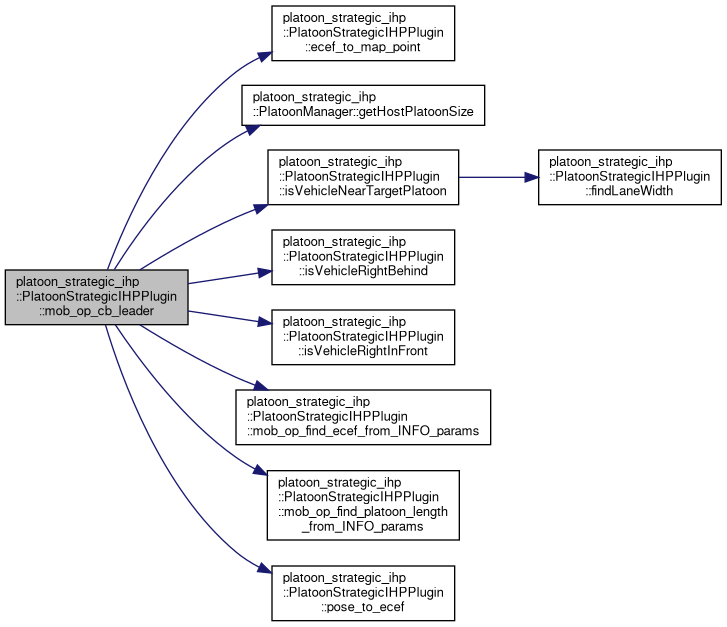 platoon_strategic_ihp
::PlatoonStrategicIHPPlugin
::ecef_to_map_point
platoon_strategic_ihp
::PlatoonManager::getHostPlatoonSize
platoon_strategic_ihp
::PlatoonStrategicIHPPlugin
::isVehicleNearTargetPlatoon
platoon_strategic_ihp
::PlatoonStrategicIHPPlugin
::findLaneWidth
platoon_strategic_ihp
::PlatoonStrategicIHPPlugin
::isVehicleRightBehind
platoon_strategic_ihp
::PlatoonStrategicIHPPlugin
::mob_op_cb_leader
platoon_strategic_ihp
::PlatoonStrategicIHPPlugin
::isVehicleRightInFront
platoon_strategic_ihp
::PlatoonStrategicIHPPlugin
::mob_op_find_ecef_from_INFO_params
platoon_strategic_ihp
::PlatoonStrategicIHPPlugin
::mob_op_find_platoon_length
_from_INFO_params
platoon_strategic_ihp
::PlatoonStrategicIHPPlugin
::pose_to_ecef